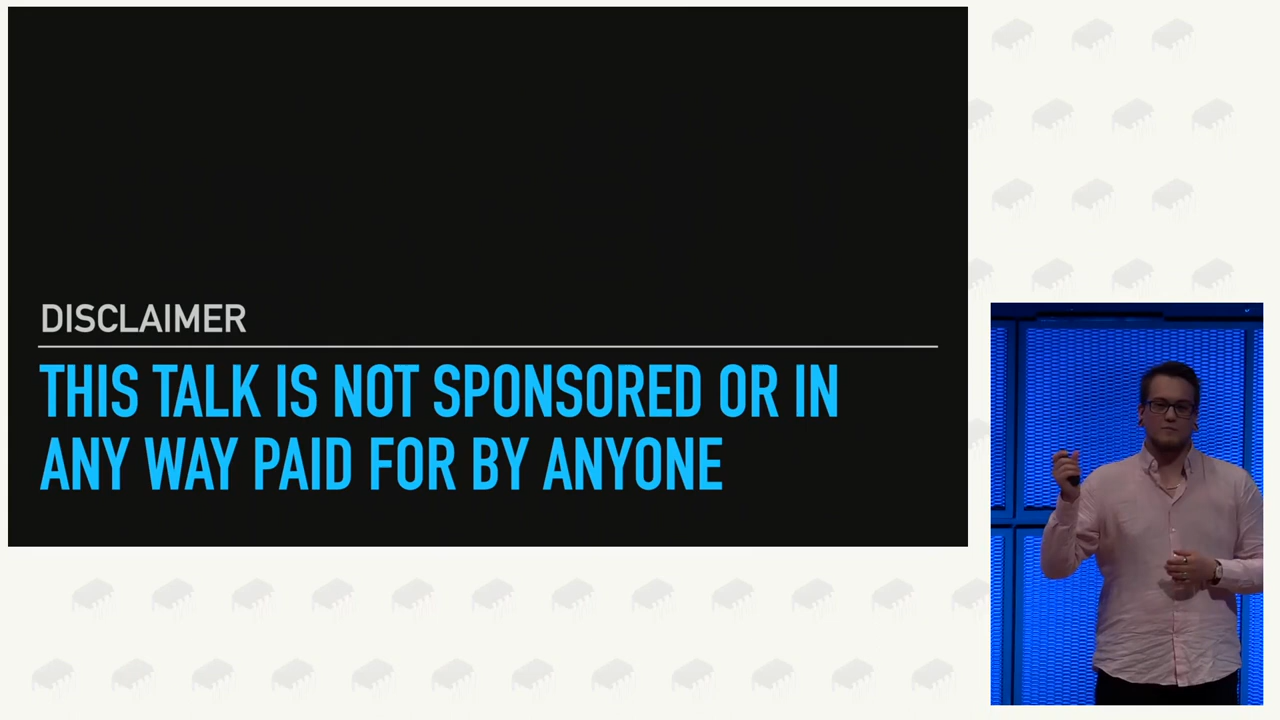 DISCLAIMER
THIS TALK IS NOT SPONSORED OR IN
ANY WAY PAID FOR BY ANYONE